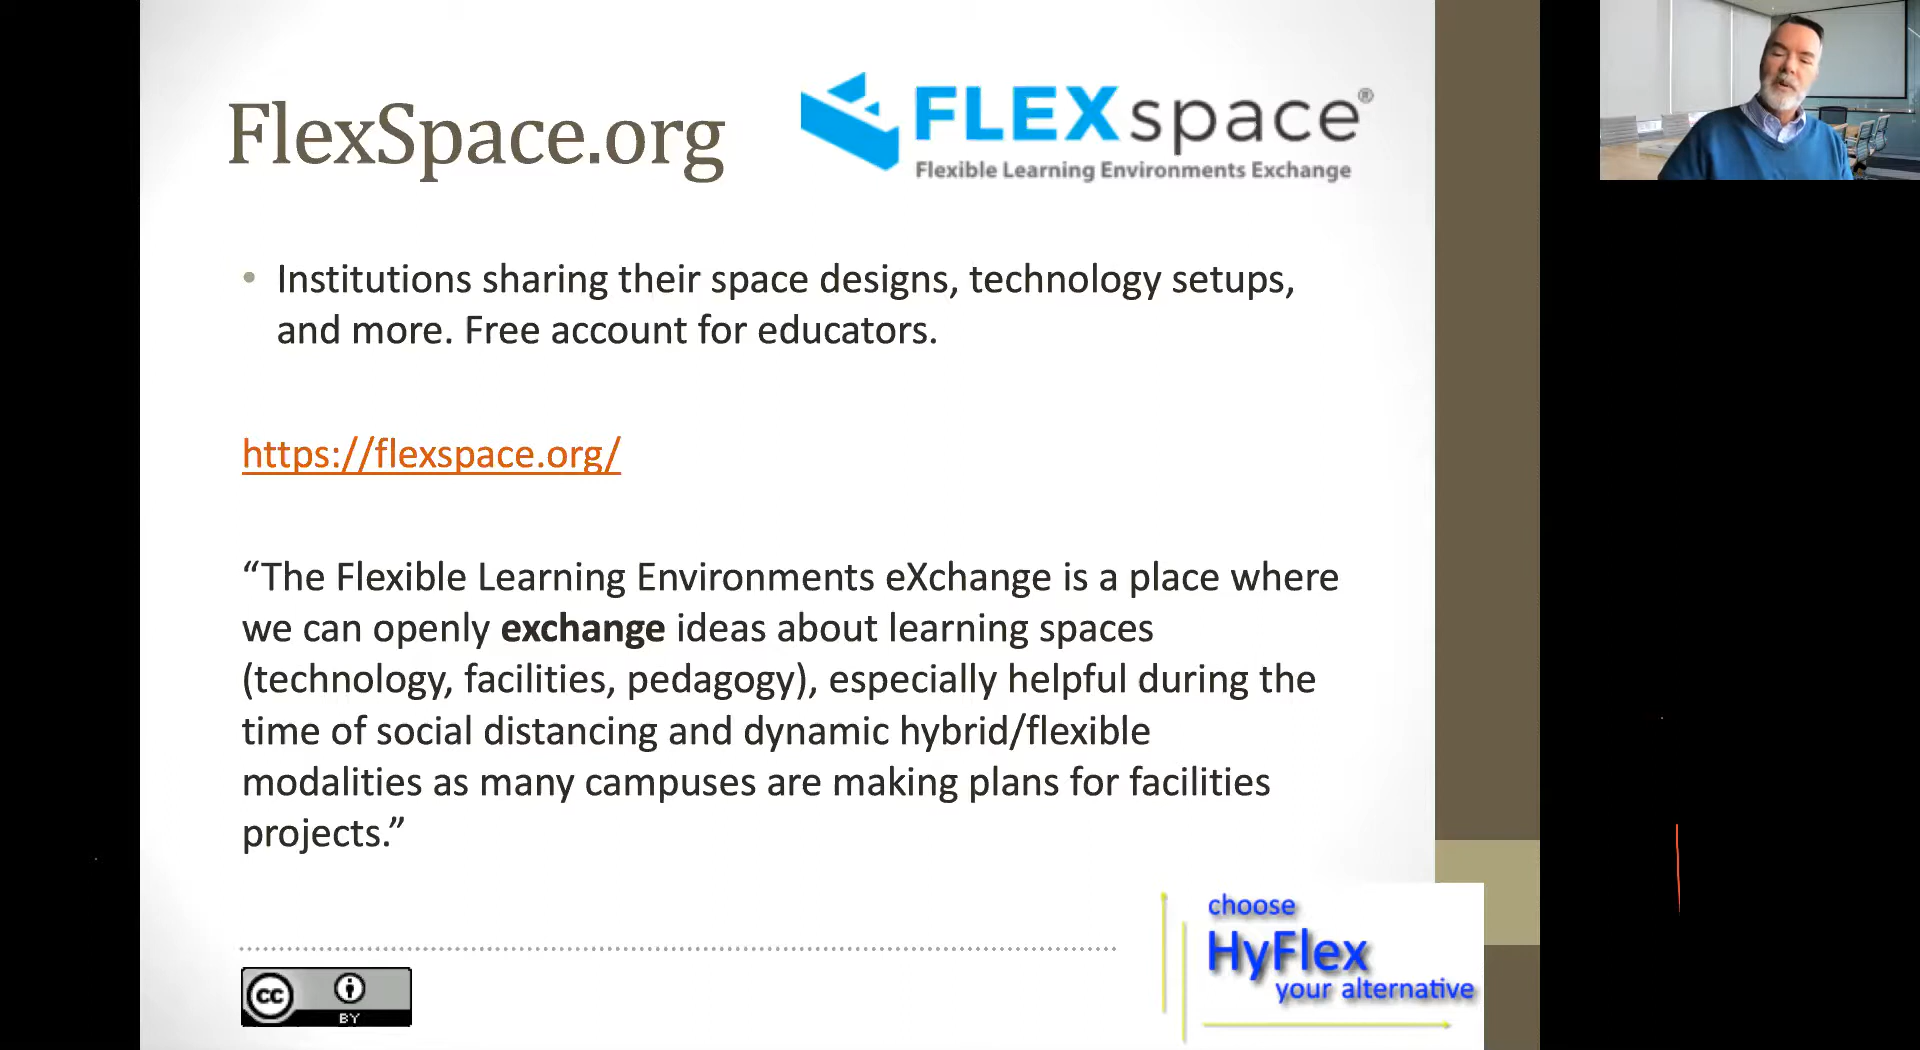 FlexSpace.org
FLEXspace®
Flexible Learning Environments Exchange
• Institutions sharing their space designs, technology setups,
and more. Free account for educators.
https://flexspace.org/
“The Flexible Learning Environments eXchange is a place where
we can openly exchange ideas about learning spaces
(technology, facilities, pedagogy), especially helpful during the
time of social distancing and dynamic hybrid/flexible
modalities as many campuses are making plans for facilities
projects.”
cc
BY
choose
HyFlex
your alternative